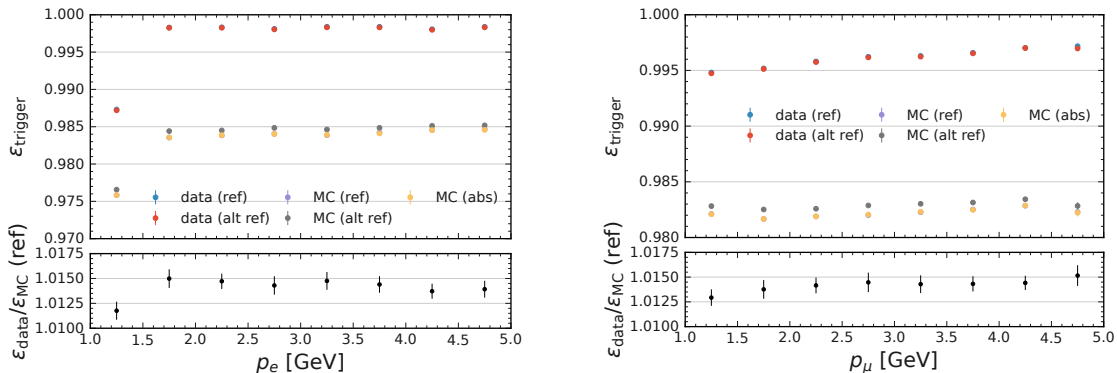 1.000
0.995
0.990
0.985
0.980
0.975
0.970
ε_trigger
data (ref)
data (alt ref)
MC (ref)
MC (alt ref)
MC (abs)
1.0175
1.0150
1.0125
1.0100
ε_data/ε_MC (ref)
1.0 1.5 2.0 2.5 3.0 3.5 4.0 4.5 5.0
p_e [GeV]
1.000
0.995
0.990
0.985
0.980
ε_trigger
data (ref)
data (alt ref)
MC (ref)
MC (alt ref)
MC (abs)
1.0175
1.0150
1.0125
1.0100
ε_data/ε_MC (ref)
1.0 1.5 2.0 2.5 3.0 3.5 4.0 4.5 5.0
p_μ [GeV]